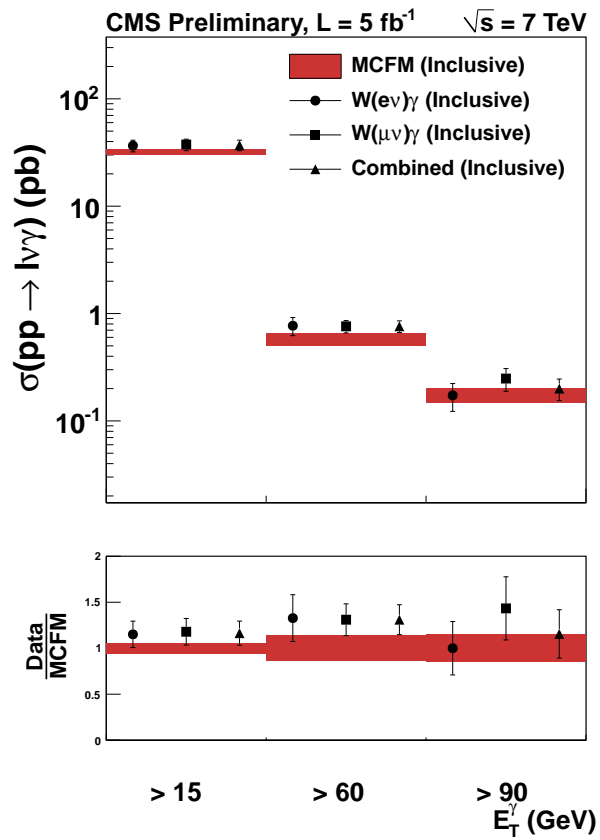 CMS Preliminary, L = 5 fb⁻¹ √s = 7 TeV
MCFM (Inclusive)
W(eν)γ (Inclusive)
W(μν)γ (Inclusive)
Combined (Inclusive)
σ(pp → lνγ) (pb)
10²
10
1
10⁻¹
Data
MCFM
2
1.5
1
0.5
0
> 15 > 60 > 90
E_T^γ (GeV)